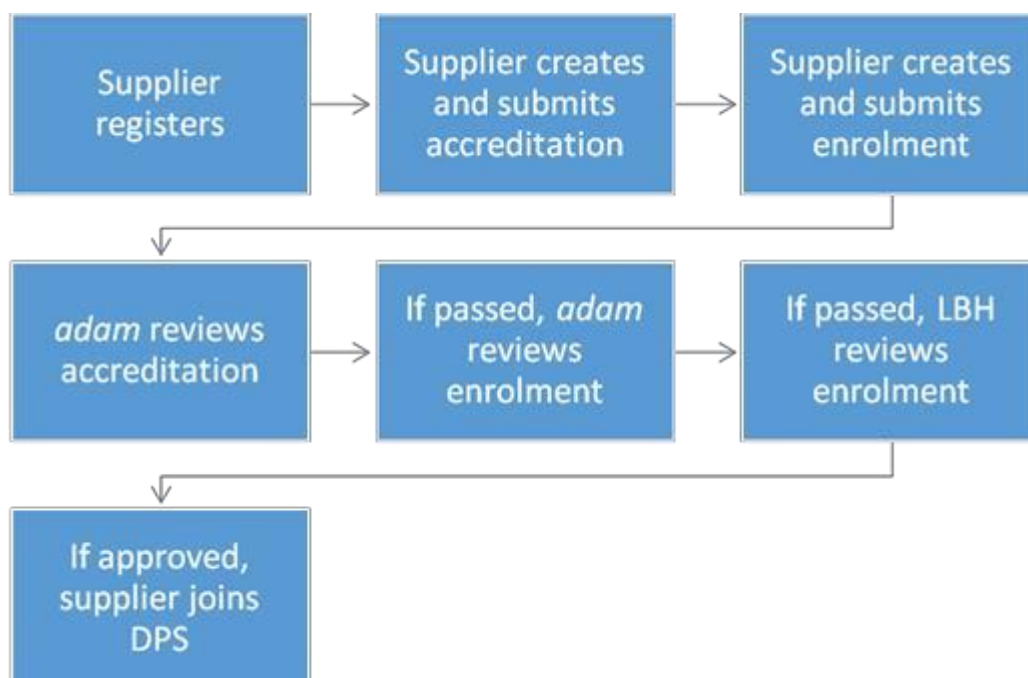 Supplier
registers
Supplier creates
and submits
accreditation
Supplier creates
and submits
enrolment
adam reviews
accreditation
If passed, adam
reviews
enrolment
If passed, LBH
reviews
enrolment
If approved,
supplier joins
DPS